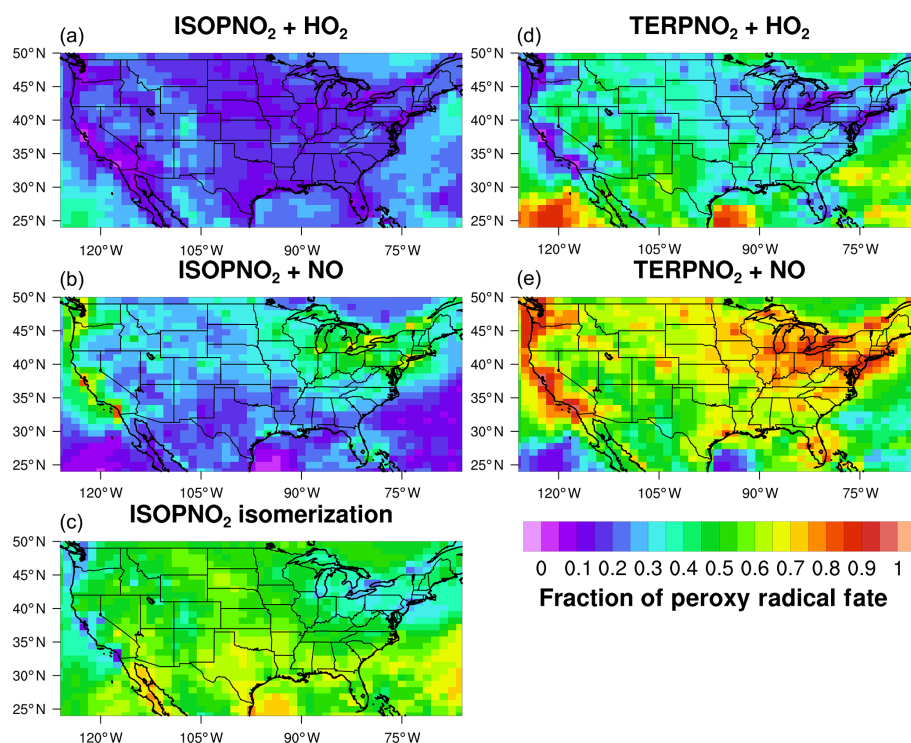 (a) ISOPNO₂ + HO₂
50°N
45°N
40°N
35°N
30°N
25°N
120°W 105°W 90°W 75°W
(d) TERPNO₂ + HO₂
50°N
45°N
40°N
35°N
30°N
25°N
120°W 105°W 90°W 75°W
(b) ISOPNO₂ + NO
50°N
45°N
40°N
35°N
30°N
25°N
120°W 105°W 90°W 75°W
(e) TERPNO₂ + NO
50°N
45°N
40°N
35°N
30°N
25°N
120°W 105°W 90°W 75°W
(c) ISOPNO₂ isomerization
50°N
45°N
40°N
35°N
30°N
25°N
120°W 105°W 90°W 75°W
0 0.1 0.2 0.3 0.4 0.5 0.6 0.7 0.8 0.9 1
Fraction of peroxy radical fate